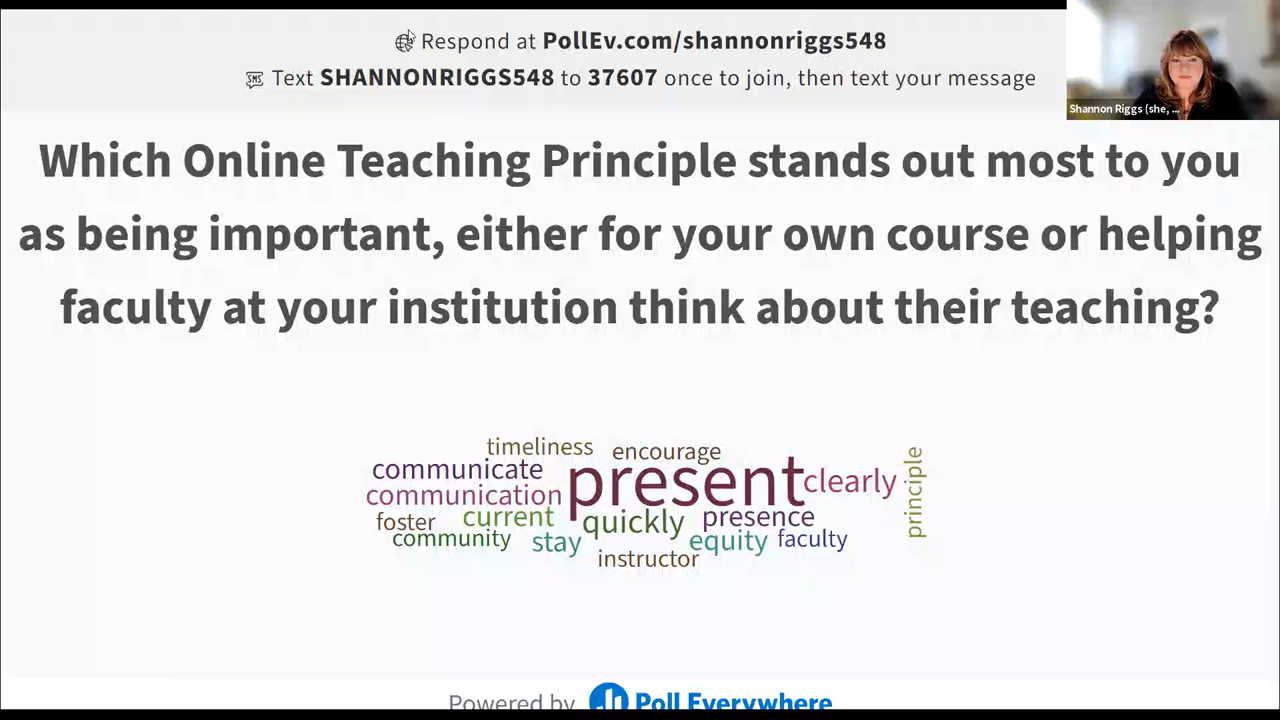 Respond at PollEv.com/shannonriggs548
Text SHANNONRIGGS548 to 37607 once to join, then text your message
Shannon Riggs (she, ...
Which Online Teaching Principle stands out most to you
as being important, either for your own course or helping
faculty at your institution think about their teaching?
timeliness encourage
communicate present clearly principle
communication
foster current quickly presence
community stay equity faculty
instructor
Powered by Poll Everywhere